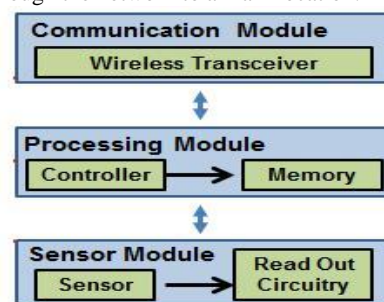 Communication Module
Wireless Transceiver
Processing Module
Controller
Memory
Sensor Module
Sensor
Read Out
Circuitry